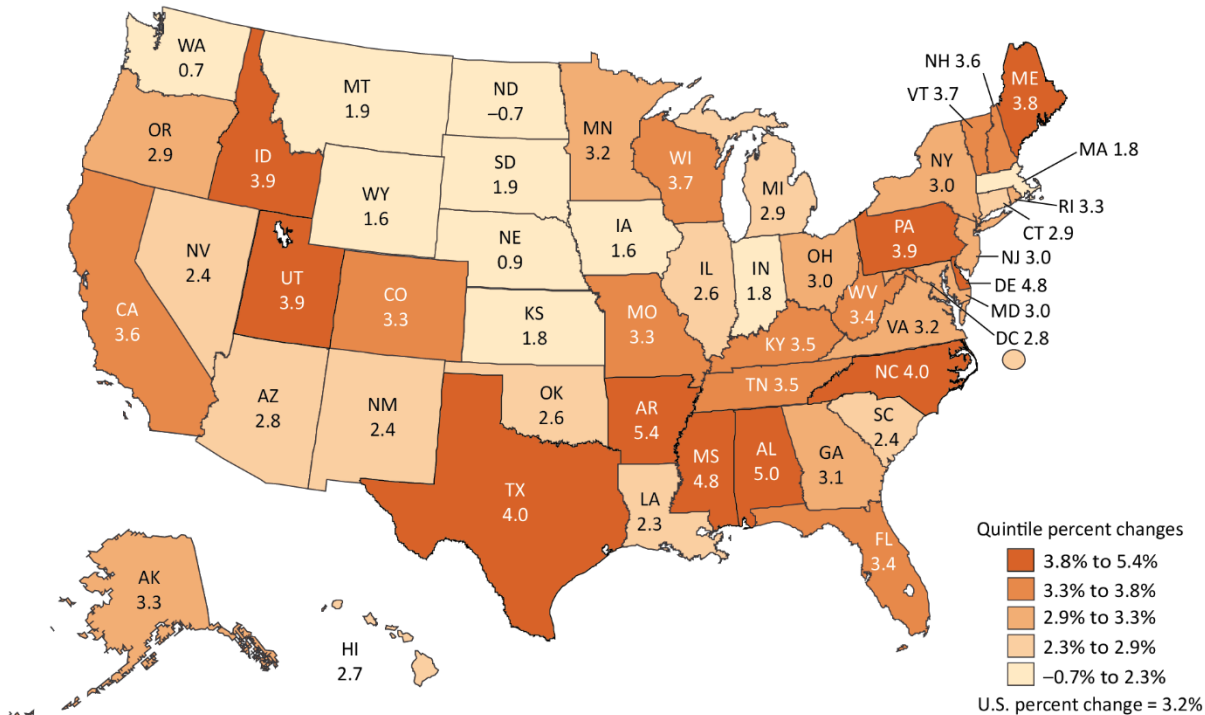 WA
0.7
MT
1.9
ND
−0.7
MN
3.2
NH 3.6
ME
3.8
VT 3.7
OR
2.9
ID
3.9
SD
1.9
WI
3.7
MI
2.9
NY
3.0
MA 1.8
WY
1.6
RI 3.3
CT 2.9
IA
1.6
NE
0.9
PA
3.9
NJ 3.0
DE 4.8
MD 3.0
DC 2.8
NV
2.4
UT
3.9
IL
2.6
IN
1.8
OH
3.0
CA
3.6
CO
3.3
KS
1.8
MO
3.3
WV
3.4
VA 3.2
KY 3.5
AZ
2.8
NM
2.4
OK
2.6
AR
5.4
TN 3.5
NC 4.0
SC
2.4
TX
4.0
LA
2.3
MS
4.8
AL
5.0
GA
3.1
FL
3.4
AK
3.3
HI
2.7
Quintile percent changes
3.8% to 5.4%
3.3% to 3.8%
2.9% to 3.3%
2.3% to 2.9%
−0.7% to 2.3%
U.S. percent change = 3.2%